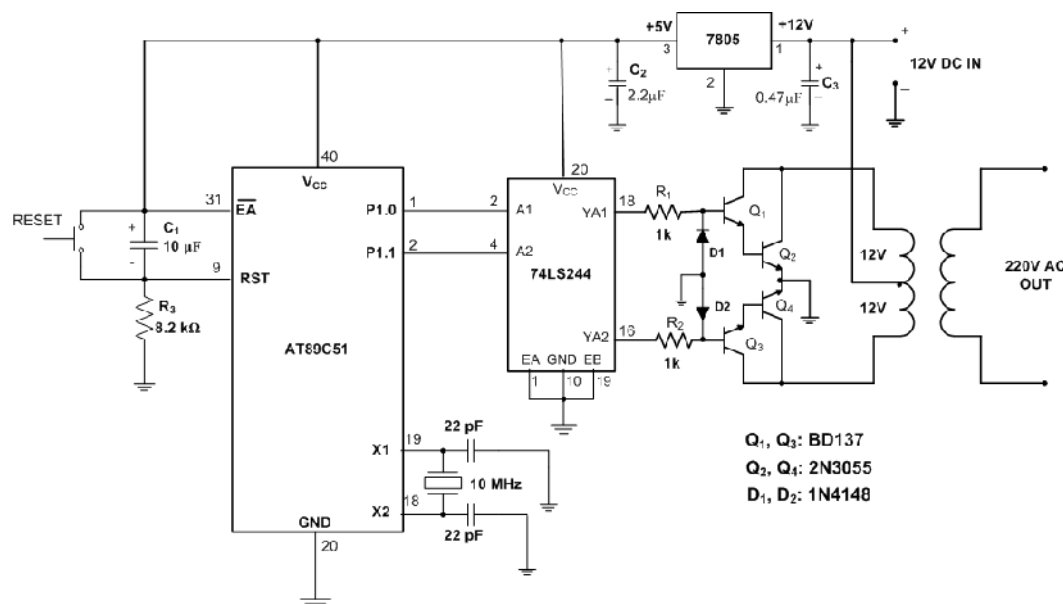 +5V
+12V
3
7805
1
2
+
12V DC IN
–
+
C2
–
2.2µF
+
C3
0.47µF
–
40
VCC
20
VCC
RESET
31
EA
P1.0
1
2
A1
YA1
18
R1
1k
Q1
+
C1
10 µF
-
P1.1
2
4
A2
D1
Q2
12V
220V AC
OUT
9
RST
74LS244
D2
Q4
12V
R3
8.2 kΩ
AT89C51
YA2
16
R2
1k
Q3
EA
GND
EB
1
10
19
X1
19
22 pF
10 MHz
X2
18
22 pF
GND
20
Q1, Q3: BD137
Q2, Q4: 2N3055
D1, D2: 1N4148